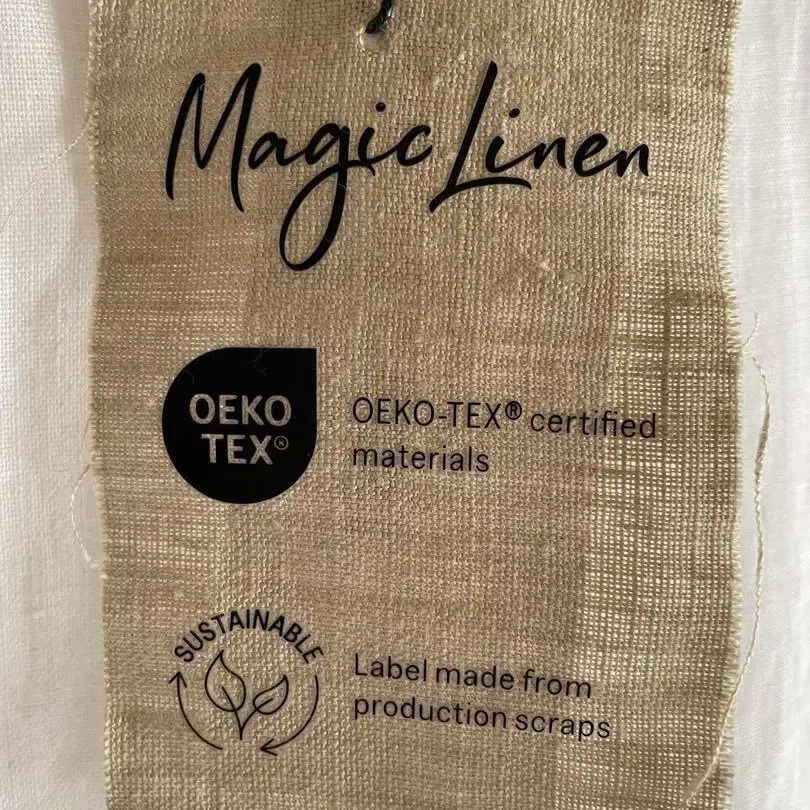 Magic Linen
OEKO
TEX®
OEKO-TEX® certified
materials
SUSTAINABLE
Label made from
production scraps